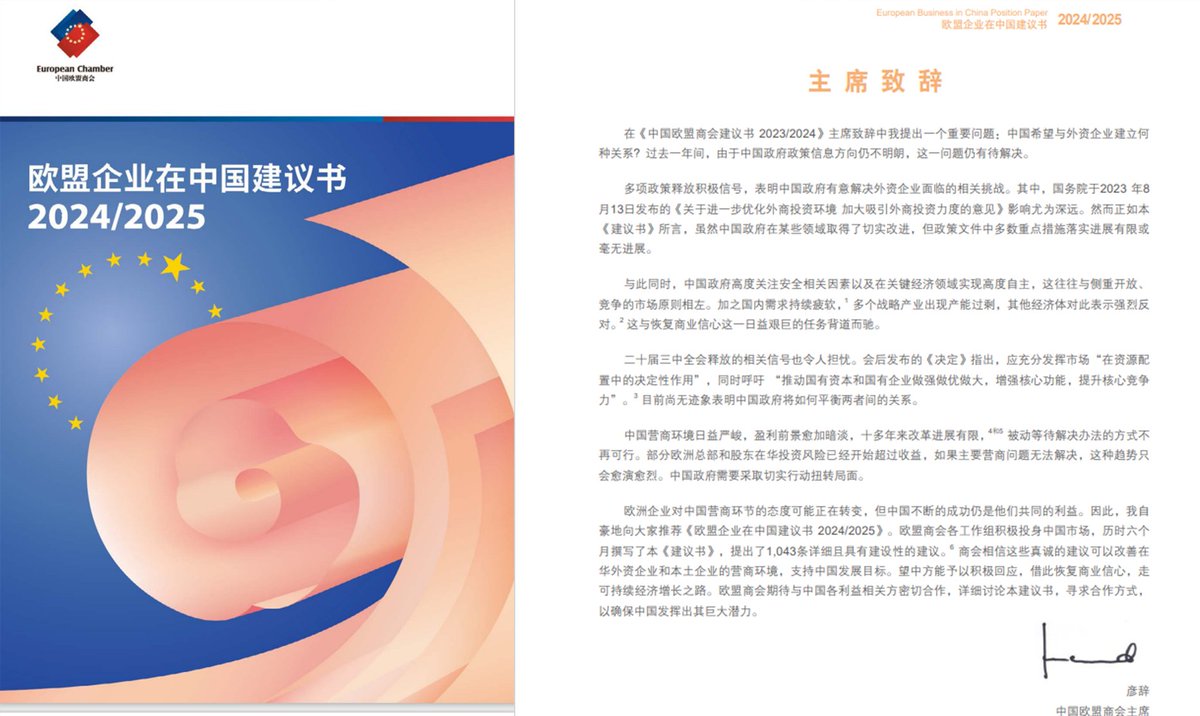 European Chamber
中国欧盟商会
欧盟企业在中国建议书
2024/2025
European Business in China Position Paper
欧盟企业在中国建议书
2024/2025
主席致辞
在《中国欧盟商会建议书 2023/2024》主席致辞中我提出一个重要问题：中国希望与外资企业建立何
种关系？过去一年间，由于中国政府政策信息方向仍不明朗，这一问题仍有待解决。
多项政策释放积极信号，表明中国政府有意解决外资企业面临的相关挑战。其中，国务院于2023 年8
月13日发布的《关于进一步优化外商投资环境 加大吸引外商投资力度的意见》影响尤为深远。然而正如本
《建议书》所言，虽然中国政府在某些领域取得了切实改进，但政策文件中多数重点措施落实进展有限或
毫无进展。
与此同时，中国政府高度关注安全相关因素以及在关键经济领域实现高度自主，这往往与侧重开放、
竞争的市场原则相左。加之国内需求持续疲软，1 多个战略产业出现产能过剩，其他经济体对此表示强烈反
对。2 这与恢复商业信心这一日益艰巨的任务背道而驰。
二十届三中全会释放的相关信号也令人担忧。会后发布的《决定》指出，应充分发挥市场“在资源配
置中的决定性作用”，同时呼吁 “推动国有资本和国有企业做强做优做大，增强核心功能，提升核心竞争
力”。3 目前尚无迹象表明中国政府将如何平衡两者间的关系。
中国营商环境日益严峻，盈利前景愈加暗淡，十多年来改革进展有限，4和5 被动等待解决办法的方式不
再可行。部分欧洲总部和股东在华投资风险已经开始超过收益，如果主要营商问题无法解决，这种趋势只
会愈演愈烈。中国政府需要采取切实行动扭转局面。
欧洲企业对中国营商环节的态度可能正在转变，但中国不断的成功仍是他们共同的利益。因此，我自
豪地向大家推荐《欧盟企业在中国建议书 2024/2025》。欧盟商会各工作组积极投身中国市场，历时六个
月撰写了本《建议书》，提出了1,043条详细且具有建设性的建议。6 商会相信这些真诚的建议可以改善在
华外资企业和本土企业的营商环境，支持中国发展目标。望中方能予以积极回应，借此恢复商业信心，走
可持续经济增长之路。欧盟商会期待与中国各利益相关方密切合作，详细讨论本建议书，寻求合作方式，
以确保中国发挥出其巨大潜力。
彦辞
中国欧盟商会主席